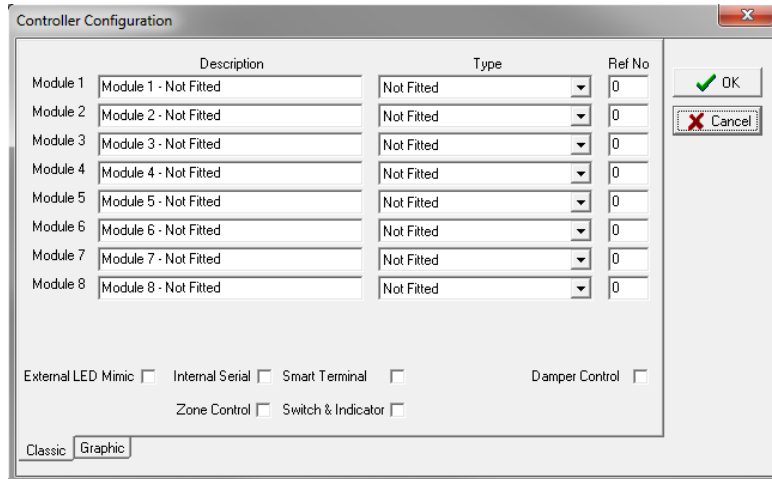 Controller Configuration
Description Type Ref No
Module 1 Module 1 - Not Fitted Not Fitted 0
Module 2 Module 2 - Not Fitted Not Fitted 0
Module 3 Module 3 - Not Fitted Not Fitted 0
Module 4 Module 4 - Not Fitted Not Fitted 0
Module 5 Module 5 - Not Fitted Not Fitted 0
Module 6 Module 6 - Not Fitted Not Fitted 0
Module 7 Module 7 - Not Fitted Not Fitted 0
Module 8 Module 8 - Not Fitted Not Fitted 0
OK
Cancel
External LED Mimic Internal Serial Smart Terminal Damper Control
Zone Control Switch & Indicator
Classic Graphic